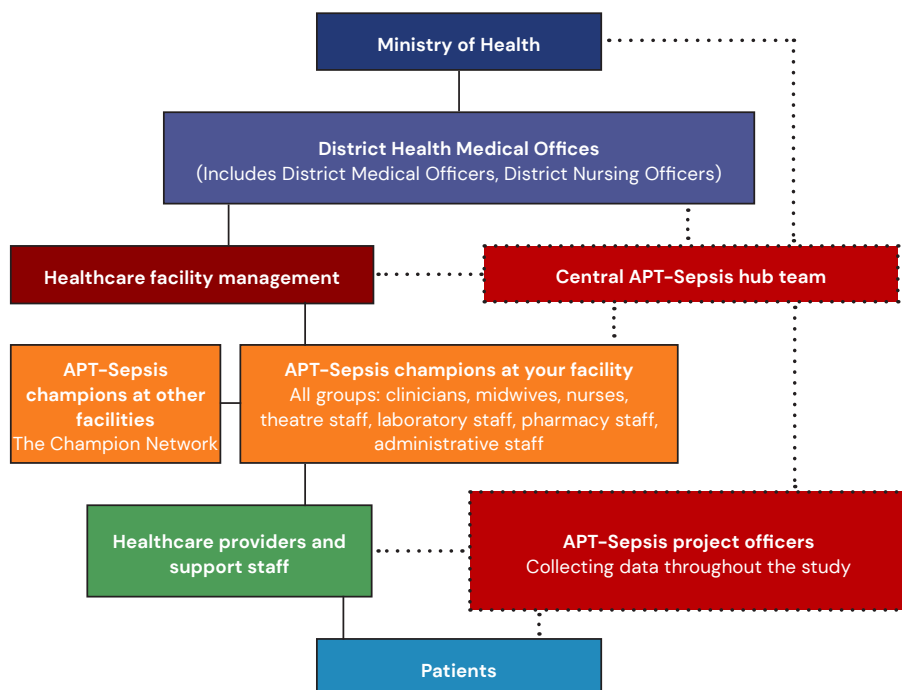 Ministry of Health
District Health Medical Offices
(Includes District Medical Officers, District Nursing Officers)
Healthcare facility management
Central APT-Sepsis hub team
APT-Sepsis
champions at other
facilities
The Champion Network
APT-Sepsis champions at your facility
All groups: clinicians, midwives, nurses,
theatre staff, laboratory staff, pharmacy staff,
administrative staff
Healthcare providers and
support staff
APT-Sepsis project officers
Collecting data throughout the study
Patients